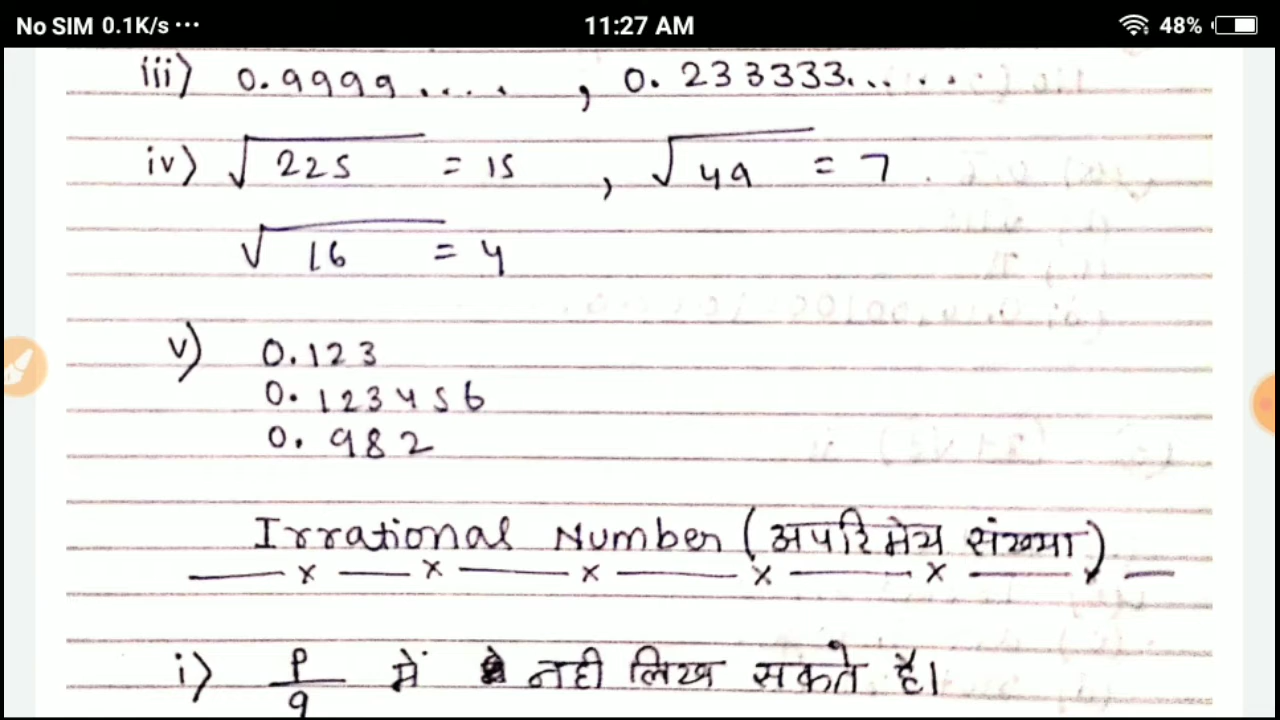 No SIM 0.1K/s ··· 11:27 AM 48%
iii) 0.9999.... , 0.233333......
iv) √225 = 15 , √49 = 7 .
√16 = 4
v) 0.123
0.123456
0.982
Irrational Number (अपरिमेय संख्या)
i) p/q में नही लिख सकते है।